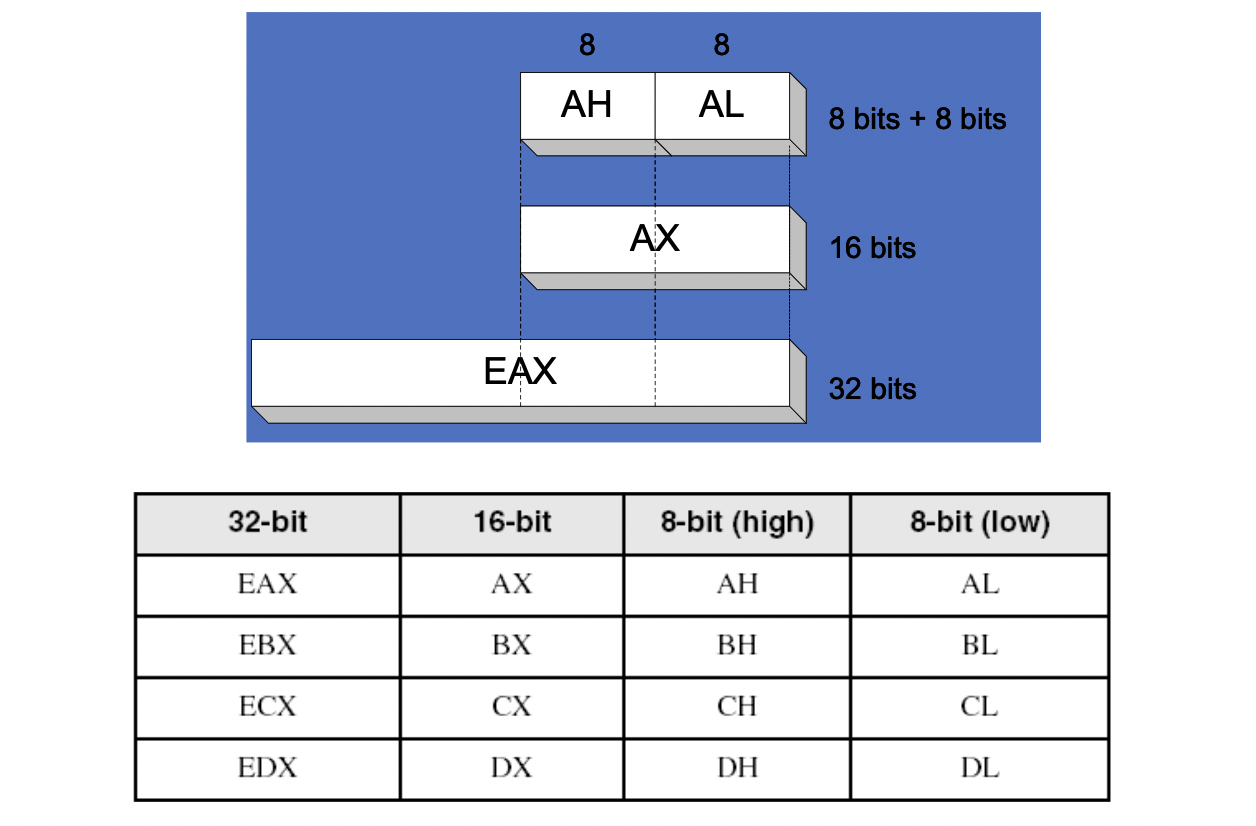 8 8
AH AL 8 bits + 8 bits
AX 16 bits
EAX 32 bits
32-bit 16-bit 8-bit (high) 8-bit (low)
EAX AX AH AL
EBX BX BH BL
ECX CX CH CL
EDX DX DH DL